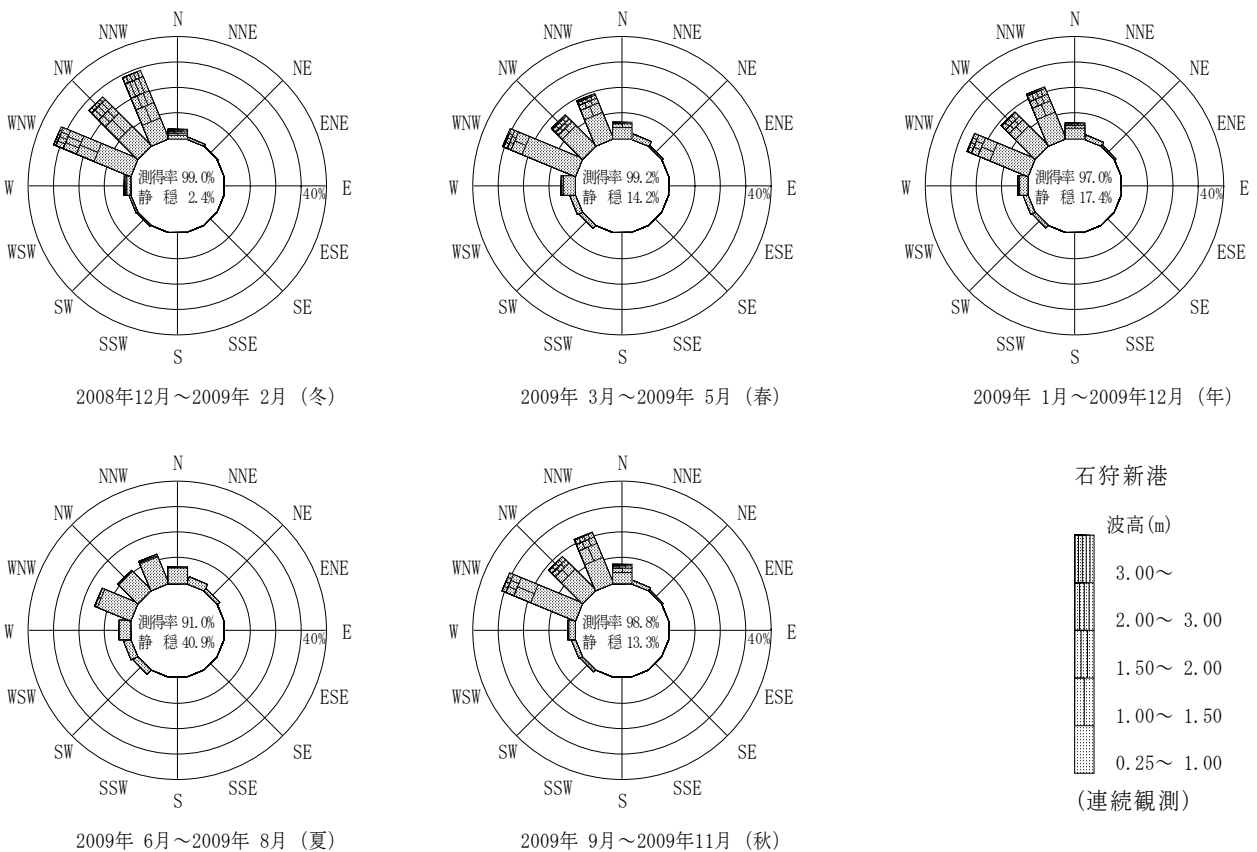 N
NNW NNE
NW NE
WNW ENE
測得率 99.0%
W 40% E
静 穏 2.4%
WSW ESE
SW SE
SSW SSE
S
2008年12月～2009年 2月 (冬)
N
NNW NNE
NW NE
WNW ENE
測得率 99.2%
W 40% E
静 穏 14.2%
WSW ESE
SW SE
SSW SSE
S
2009年 3月～2009年 5月 (春)
N
NNW NNE
NW NE
WNW ENE
測得率 97.0%
W 40% E
静 穏 17.4%
WSW ESE
SW SE
SSW SSE
S
2009年 1月～2009年12月 (年)
N
NNW NNE
NW NE
WNW ENE
測得率 91.0%
W 40% E
静 穏 40.9%
WSW ESE
SW SE
SSW SSE
S
2009年 6月～2009年 8月 (夏)
N
NNW NNE
NW NE
WNW ENE
測得率 98.8%
W 40% E
静 穏 13.3%
WSW ESE
SW SE
SSW SSE
S
2009年 9月～2009年11月 (秋)
石狩新港
波高(m)
3.00～
2.00～ 3.00
1.50～ 2.00
1.00～ 1.50
0.25～ 1.00
(連続観測)